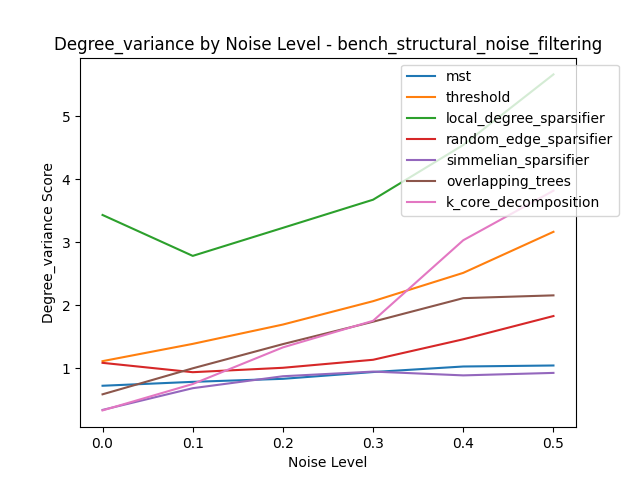 Degree_variance by Noise Level - bench_structural_noise_filtering
mst
threshold
local_degree_sparsifier
random_edge_sparsifier
simmelian_sparsifier
overlapping_trees
k_core_decomposition
Degree_variance Score
5
4
3
2
1
0.0 0.1 0.2 0.3 0.4 0.5
Noise Level